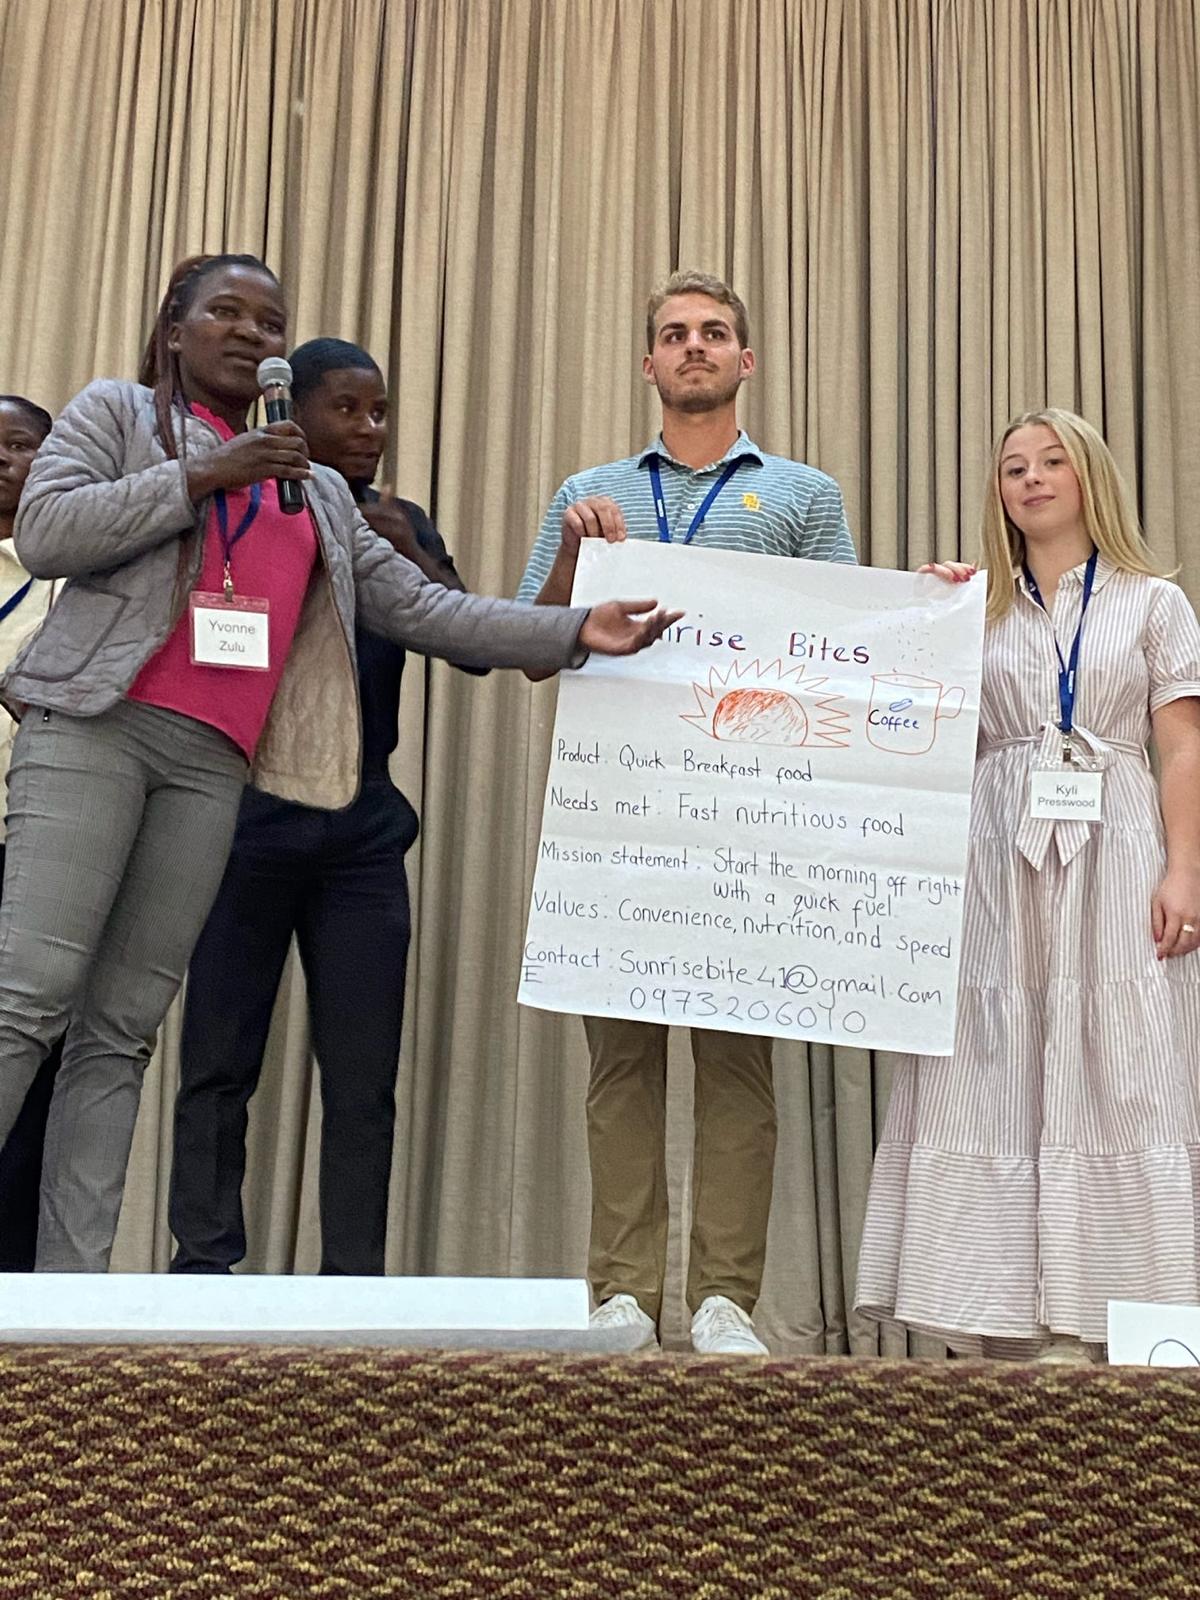 Yvonne
Zulu
Bites
Coffee
Product: Quick Breakfast food
Needs met: Fast nutritious food
Mission statement: Start the morning off right
with a quick fuel.
Values: Convenience, nutrition, and speed
Contact: Sunrisebite41@gmail.com
E
: 0973206010
Kyli
Presswood